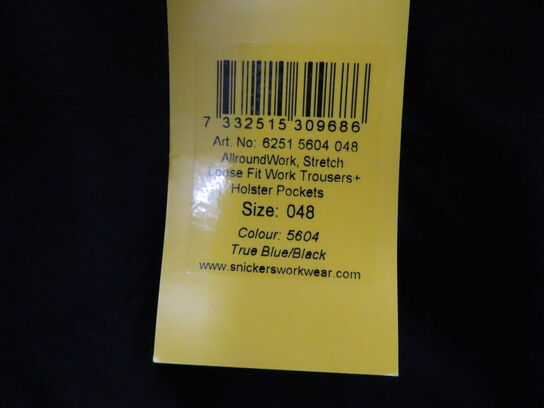 7 332515 309686
Art. No: 6251 5604 048
AllroundWork, Stretch
Loose Fit Work Trousers+
Holster Pockets
Size: 048
Colour: 5604
True Blue/Black
www.snickersworkwear.com